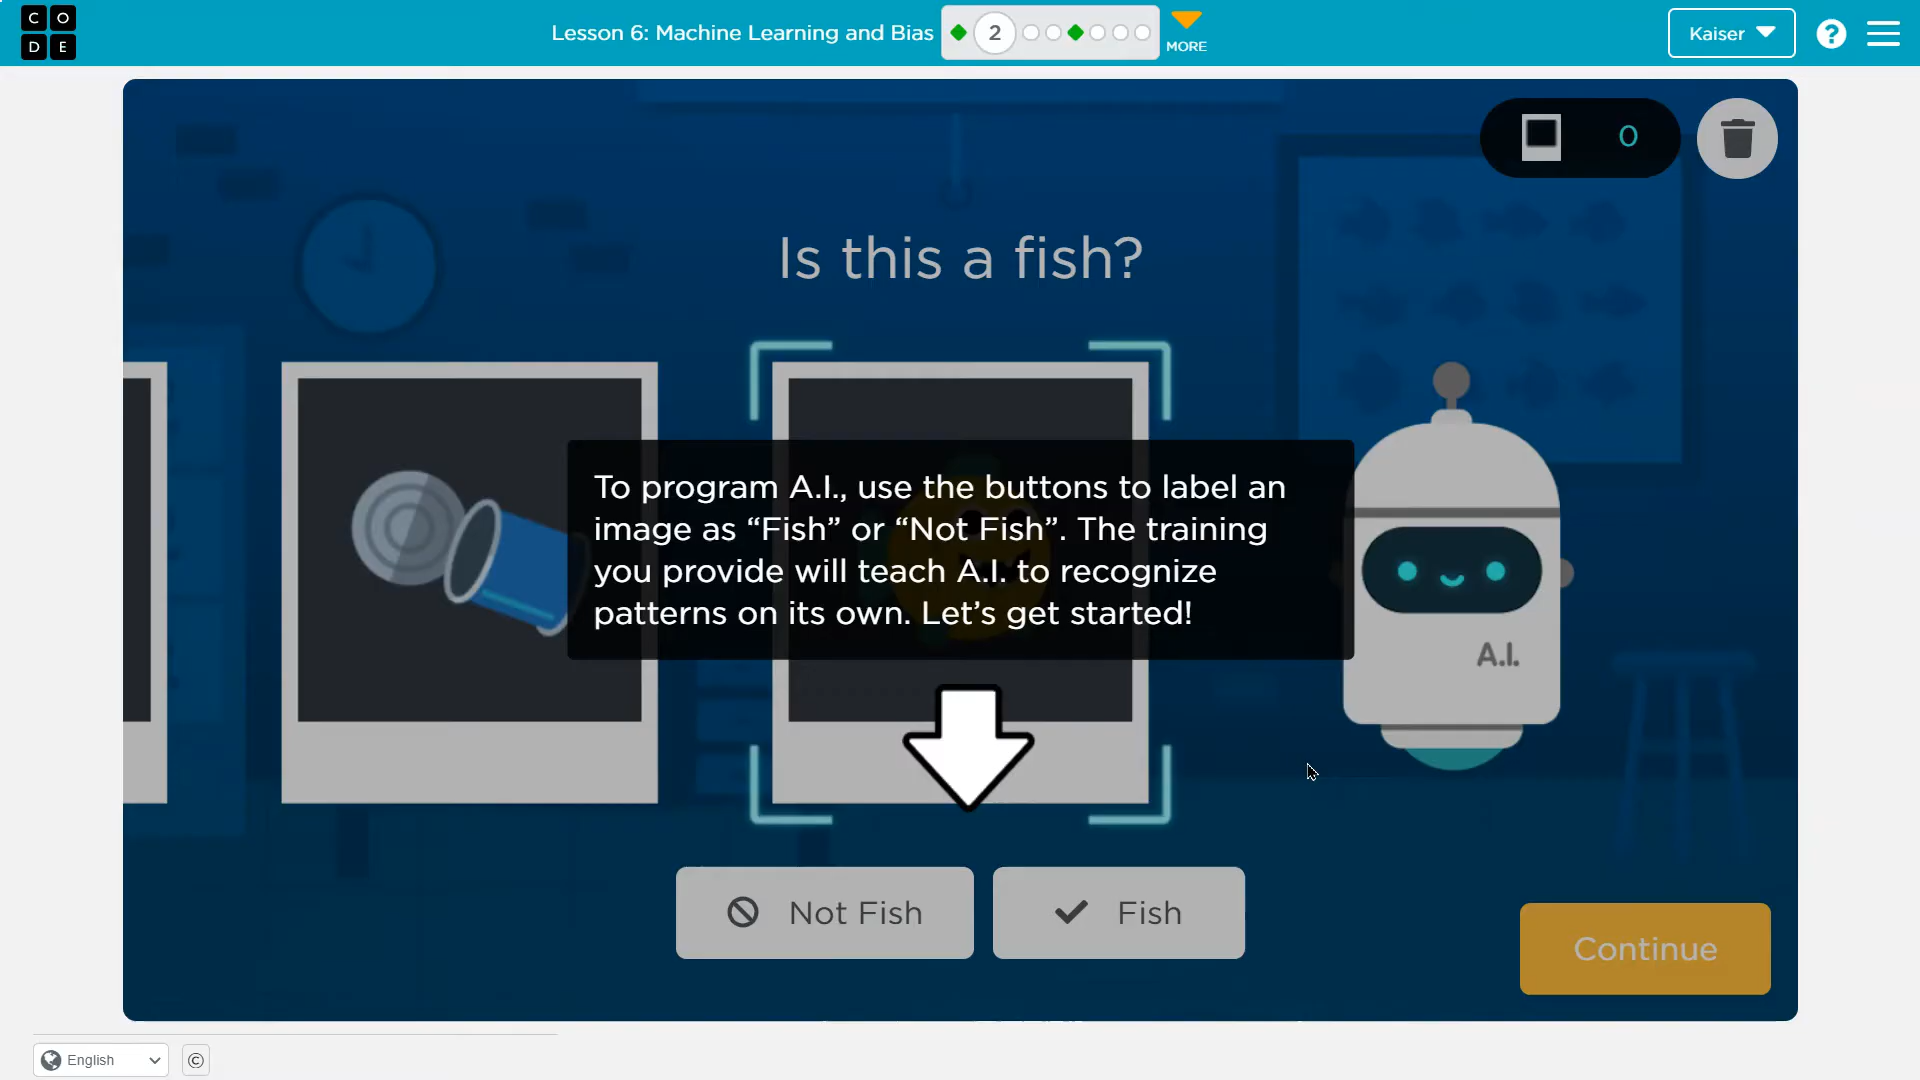 CODE
Lesson 6: Machine Learning and Bias
2
MORE
Kaiser
?
0
Is this a fish?
To program A.I., use the buttons to label an
image as “Fish” or “Not Fish”. The training
you provide will teach A.I. to recognize
patterns on its own. Let’s get started!
A.I.
Not Fish
Fish
Continue
English
©